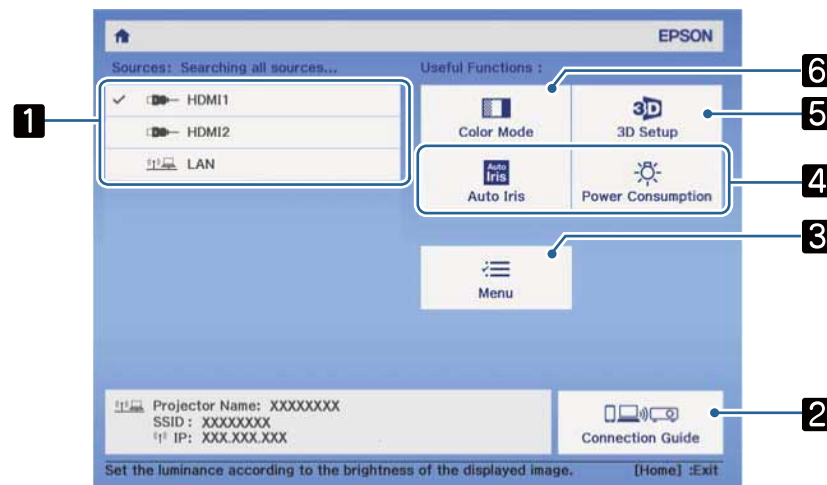 EPSON
Sources: Searching all sources...
Useful Functions :
1
HDMI1
HDMI2
LAN
6
Color Mode
5
3D
3D Setup
4
Auto Iris
Auto Iris
Power Consumption
3
Menu
Projector Name: XXXXXXXX
SSID : XXXXXXXX
IP: XXX.XXX.XXX
2
Connection Guide
Set the luminance according to the brightness of the displayed image.
[Home] :Exit